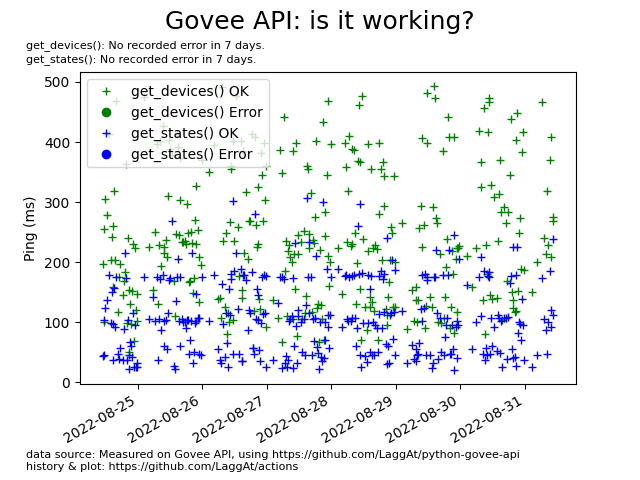 Govee API: is it working?
get_devices(): No recorded error in 7 days.
get_states(): No recorded error in 7 days.
get_devices() OK
get_devices() Error
get_states() OK
get_states() Error
Ping (ms)
500
400
300
200
100
0
2022-08-25
2022-08-26
2022-08-27
2022-08-28
2022-08-29
2022-08-30
2022-08-31
data source: Measured on Govee API, using https://github.com/LaggAt/python-govee-api
history & plot: https://github.com/LaggAt/actions